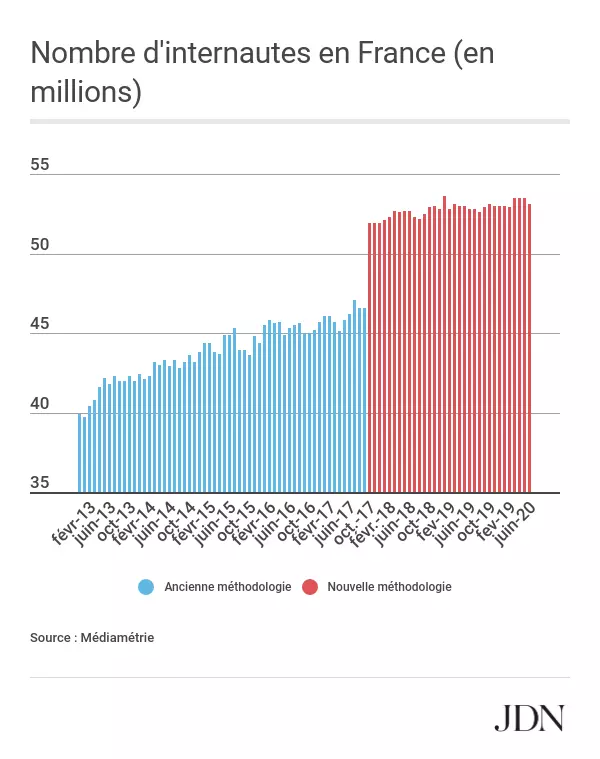 Nombre d'internautes en France (en
millions)
55
50
45
40
35
févr-13
juin-13
oct-13
févr-14
juin-14
oct-14
févr-15
juin-15
oct-15
févr-16
juin-16
oct-16
févr-17
juin-17
oct.-17
févr.-18
juin-18
oct-18
fev-19
juin-19
oct-19
fev-19
juin-20
Ancienne méthodologie
Nouvelle méthodologie
Source : Médiamétrie
JDN